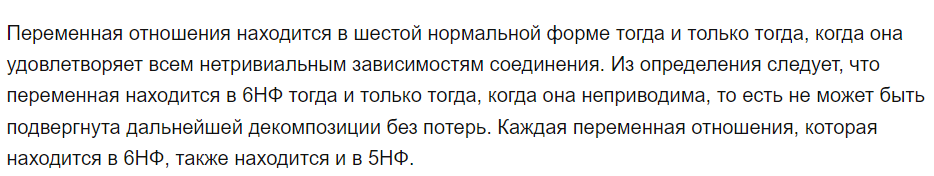 Переменная отношения находится в шестой нормальной форме тогда и только тогда, когда она
удовлетворяет всем нетривиальным зависимостям соединения. Из определения следует, что
переменная находится в 6НФ тогда и только тогда, когда она неприводима, то есть не может быть
подвергнута дальнейшей декомпозиции без потерь. Каждая переменная отношения, которая
находится в 6НФ, также находится и в 5НФ.